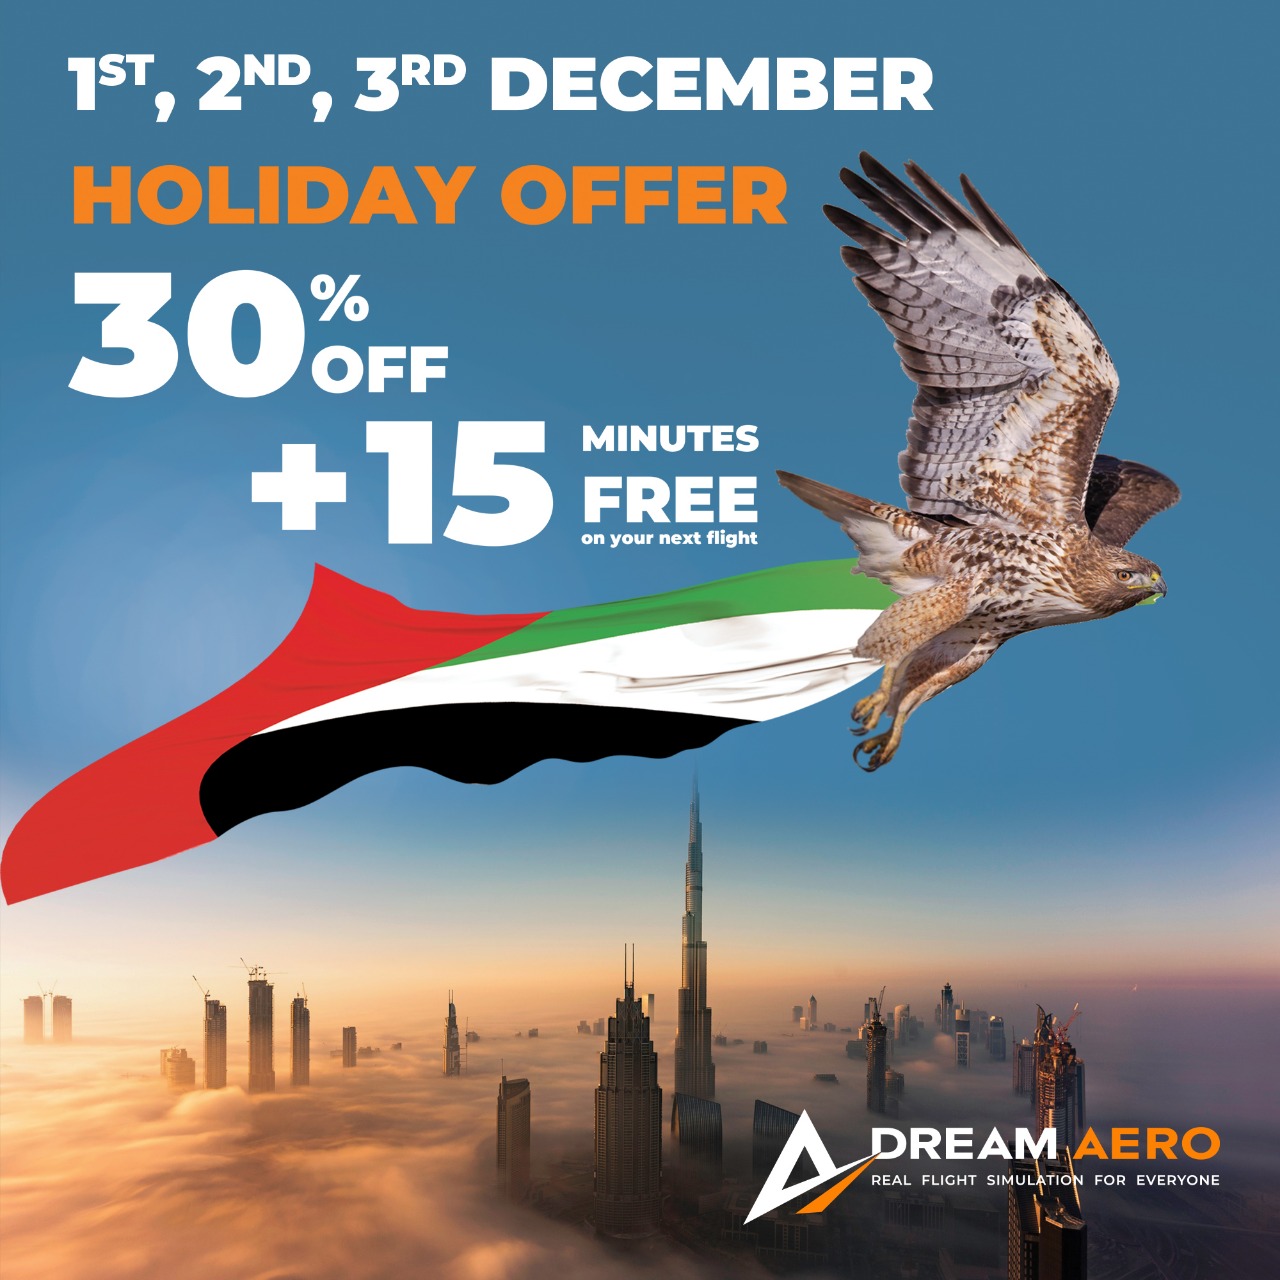 1ST, 2ND, 3RD DECEMBER
HOLIDAY OFFER
30% OFF
+15 MINUTES
FREE
on your next flight
DREAM AERO
REAL FLIGHT SIMULATION FOR EVERYONE